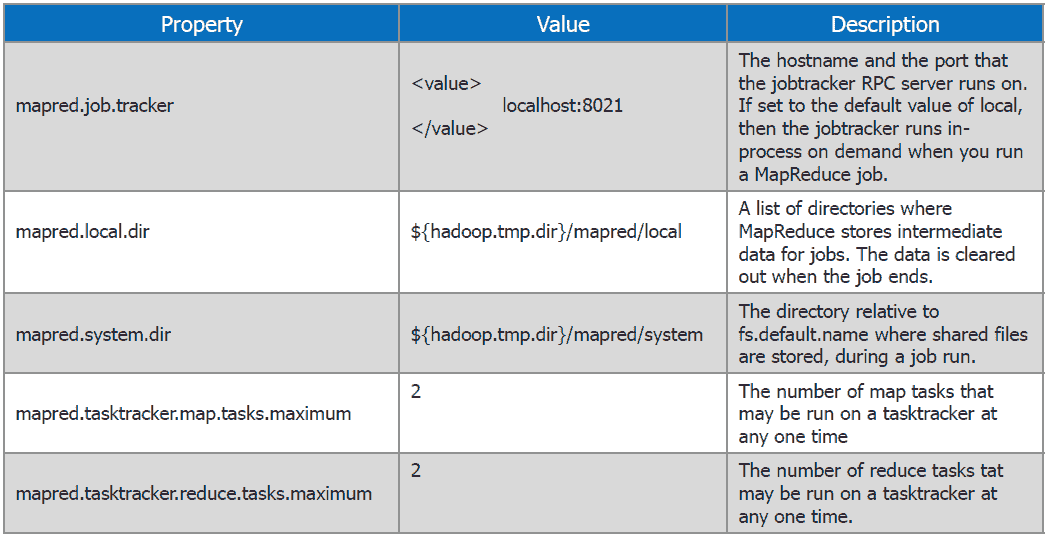 Property Value Description
mapred.job.tracker
<value>
localhost:8021
</value>
The hostname and the port that
the jobtracker RPC server runs on.
If set to the default value of local,
then the jobtracker runs in-
process on demand when you run
a MapReduce job.
mapred.local.dir
${hadoop.tmp.dir}/mapred/local
A list of directories where
MapReduce stores intermediate
data for jobs. The data is cleared
out when the job ends.
mapred.system.dir
${hadoop.tmp.dir}/mapred/system
The directory relative to
fs.default.name where shared files
are stored, during a job run.
mapred.tasktracker.map.tasks.maximum
2
The number of map tasks that
may be run on a tasktracker at
any one time
mapred.tasktracker.reduce.tasks.maximum
2
The number of reduce tasks tat
may be run on a tasktracker at
any one time.